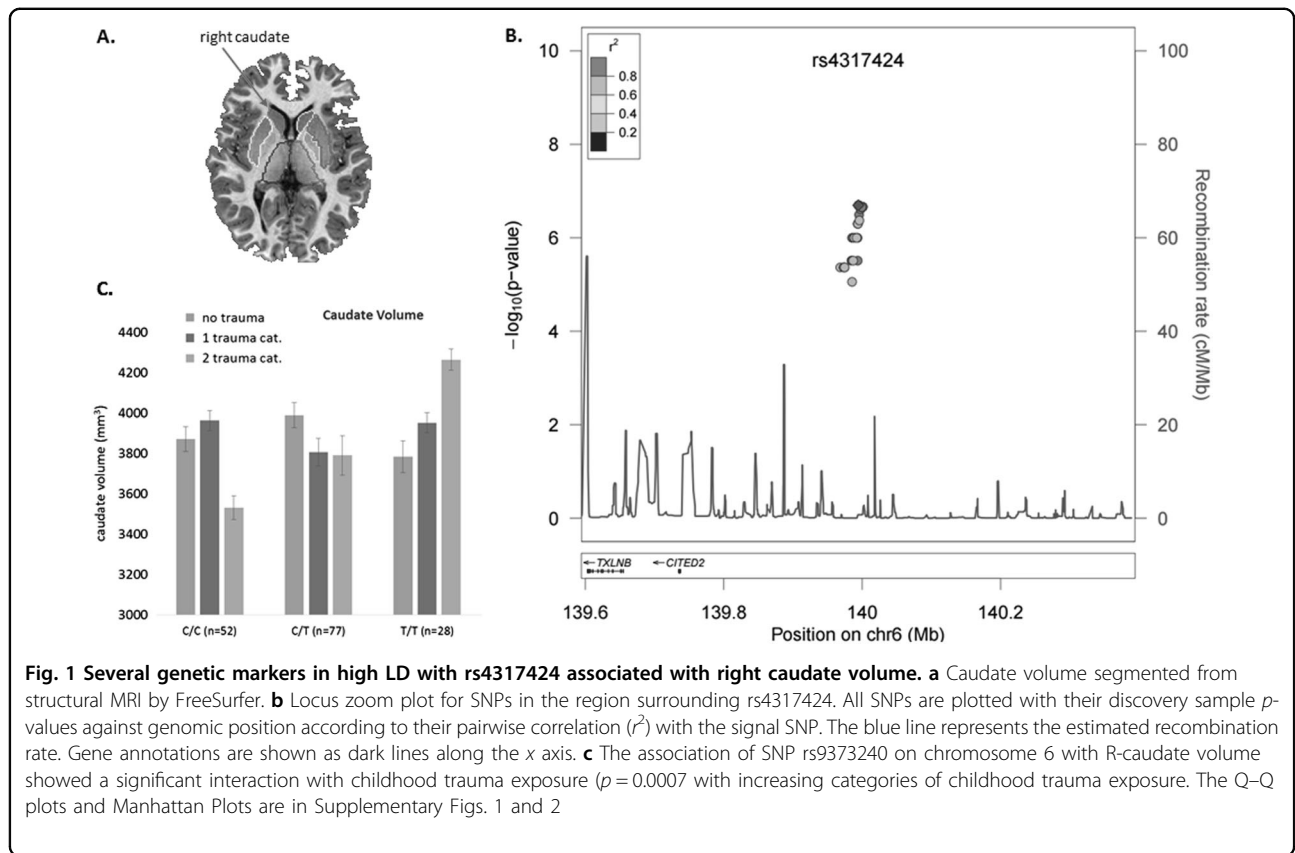 A.
right caudate
B.
r²
0.8
0.6
0.4
0.2
rs4317424
10
8
6
4
2
0
−log₁₀(p−value)
100
80
60
40
20
0
Recombination rate (cM/Mb)
←TXLNB
←CITED2
139.6
139.8
140
140.2
Position on chr6 (Mb)
C.
no trauma
1 trauma cat.
2 trauma cat.
Caudate Volume
4400
4200
4000
3800
3600
3400
3200
3000
caudate volume (mm³)
C/C (n=52)
C/T (n=77)
T/T (n=28)
Fig. 1 Several genetic markers in high LD with rs4317424 associated with right caudate volume. a Caudate volume segmented from
structural MRI by FreeSurfer. b Locus zoom plot for SNPs in the region surrounding rs4317424. All SNPs are plotted with their discovery sample p-
values against genomic position according to their pairwise correlation (r²) with the signal SNP. The blue line represents the estimated recombination
rate. Gene annotations are shown as dark lines along the x axis. c The association of SNP rs9373240 on chromosome 6 with R-caudate volume
showed a significant interaction with childhood trauma exposure (p = 0.0007 with increasing categories of childhood trauma exposure. The Q–Q
plots and Manhattan Plots are in Supplementary Figs. 1 and 2